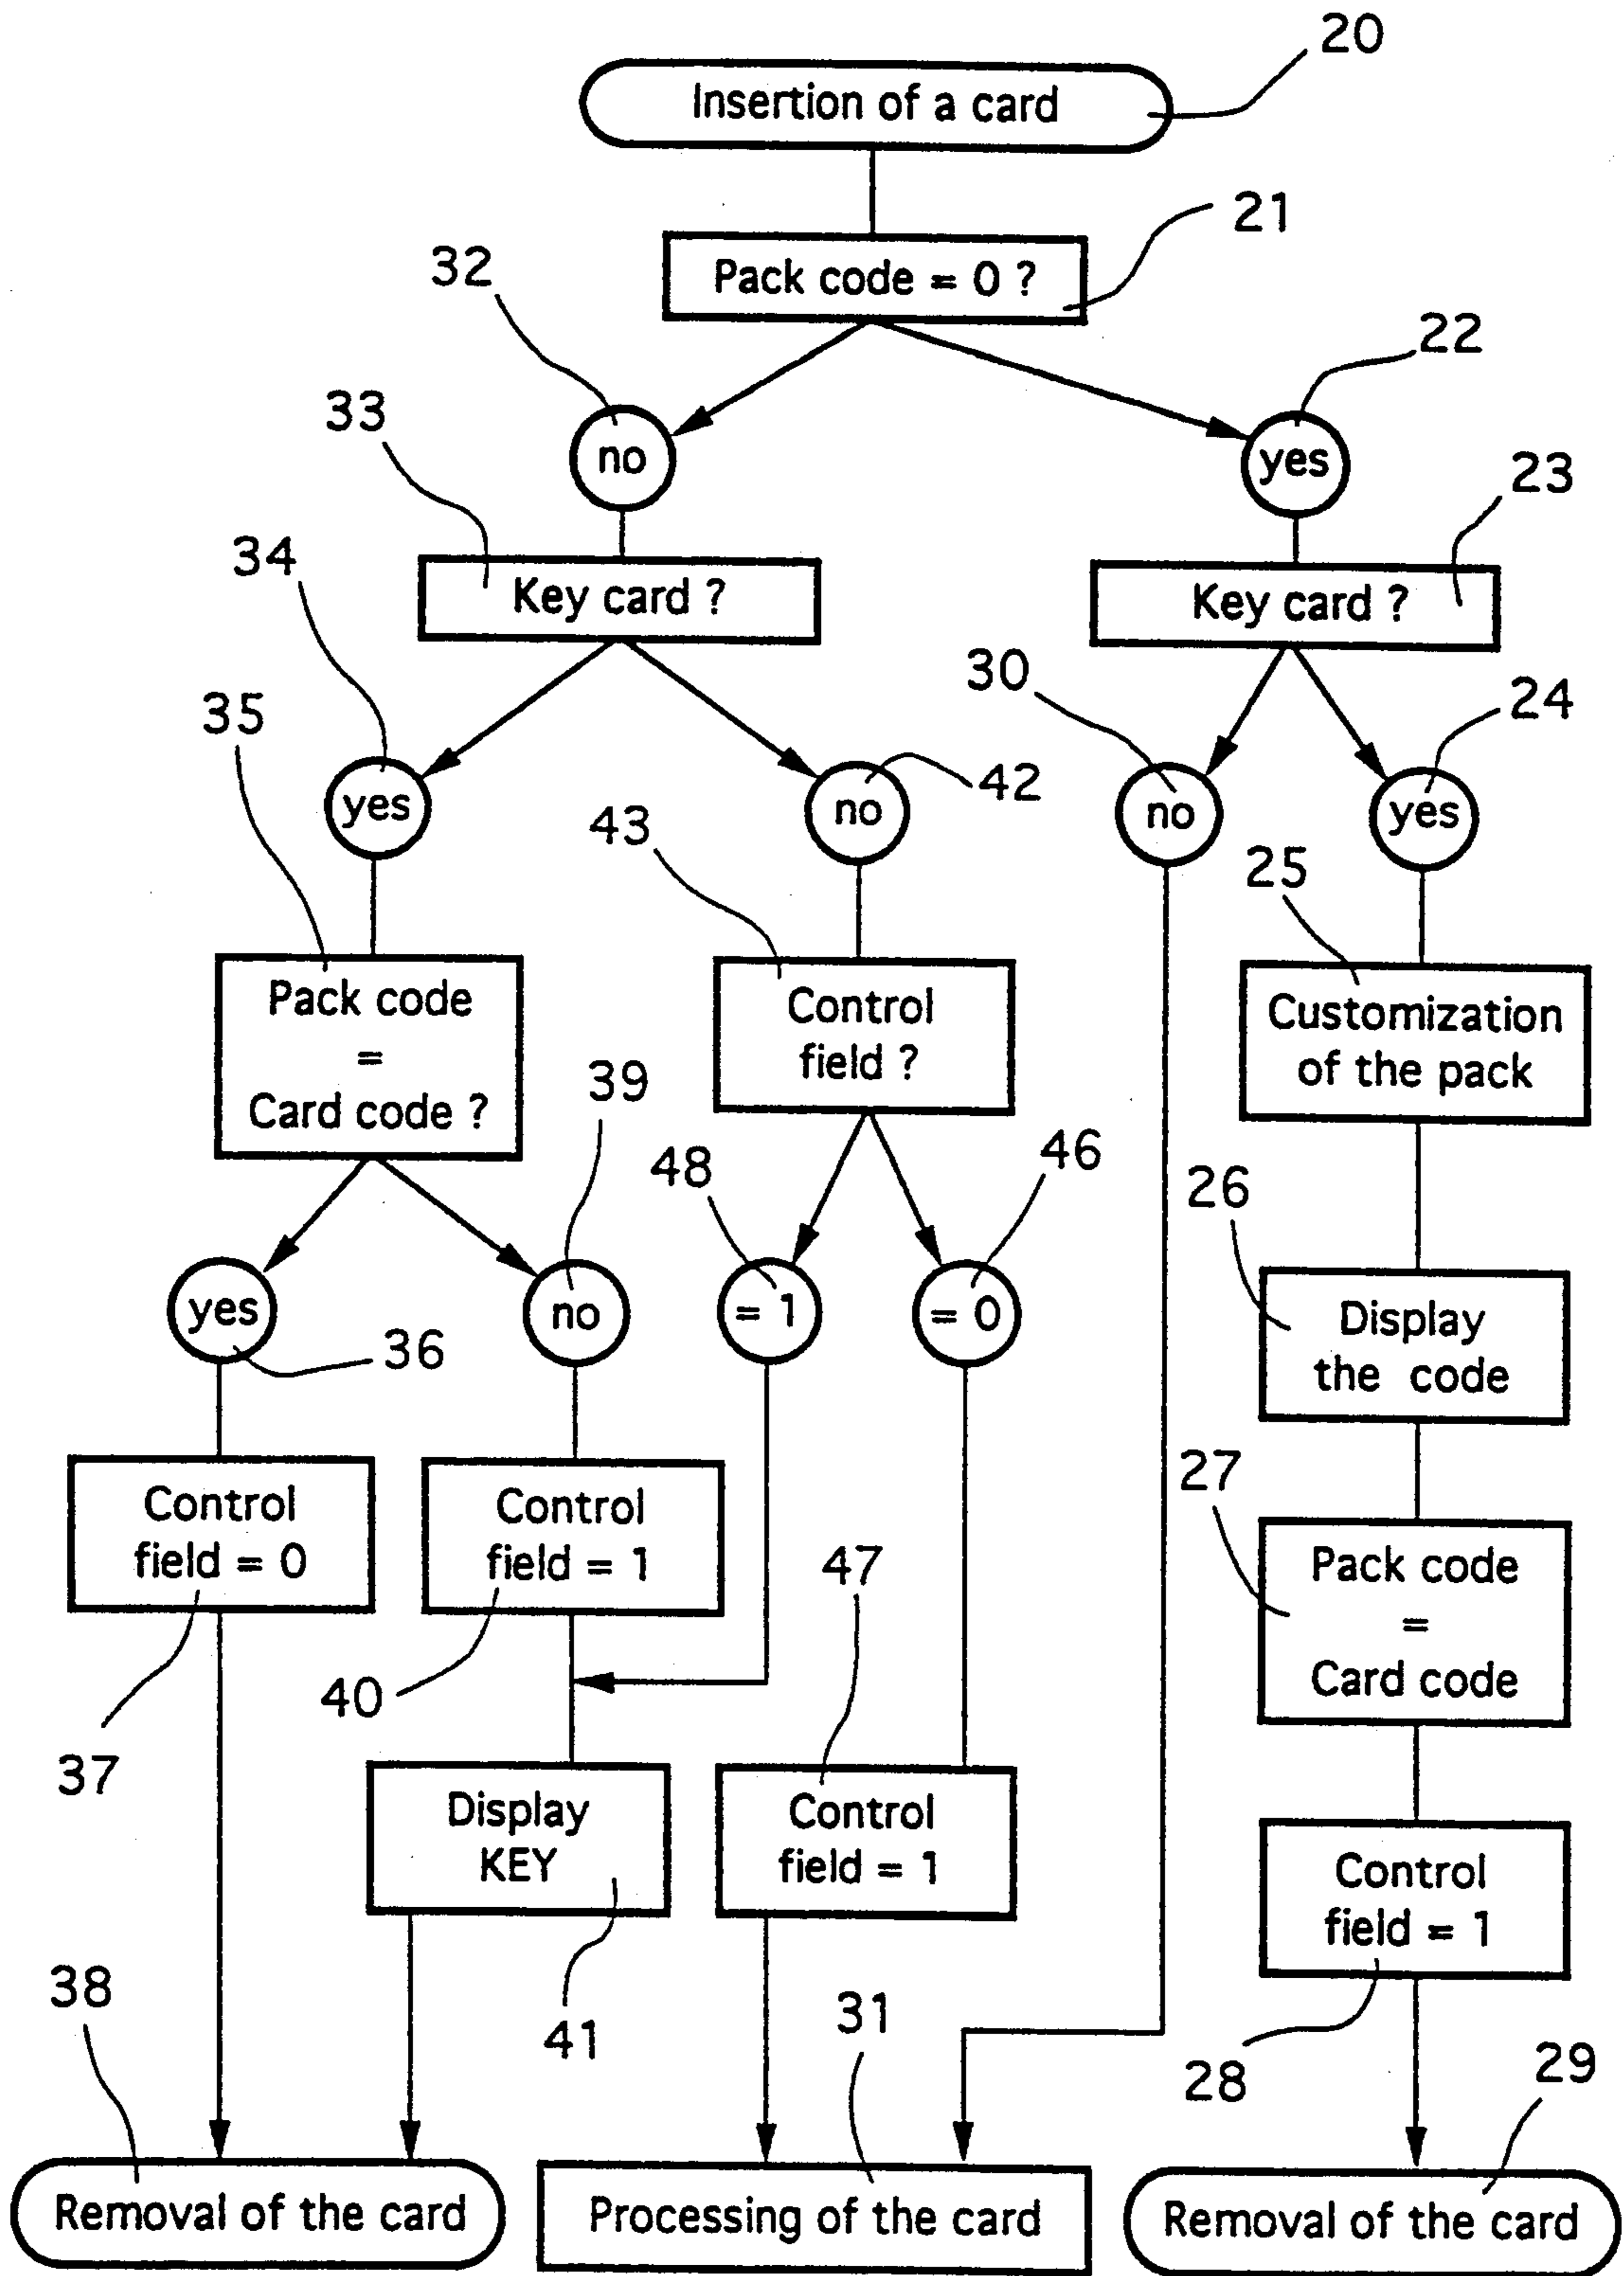 20
Insertion of a card
21
Pack code = 0 ?
32
22
33
no
yes
23
34
Key card ?
Key card ?
30
24
35
42
yes
no
no
yes
43
25
Pack code
=
Card code ?
Control
field ?
Customization
of the pack
39
48
46
26
yes
no
= 1
= 0
36
Display
the code
27
Control
field = 0
Control
field = 1
47
Pack code
=
Card code
40
37
Display
KEY
Control
field = 1
Control
field = 1
38
41
31
28
29
Removal of the card
Processing of the card
Removal of the card